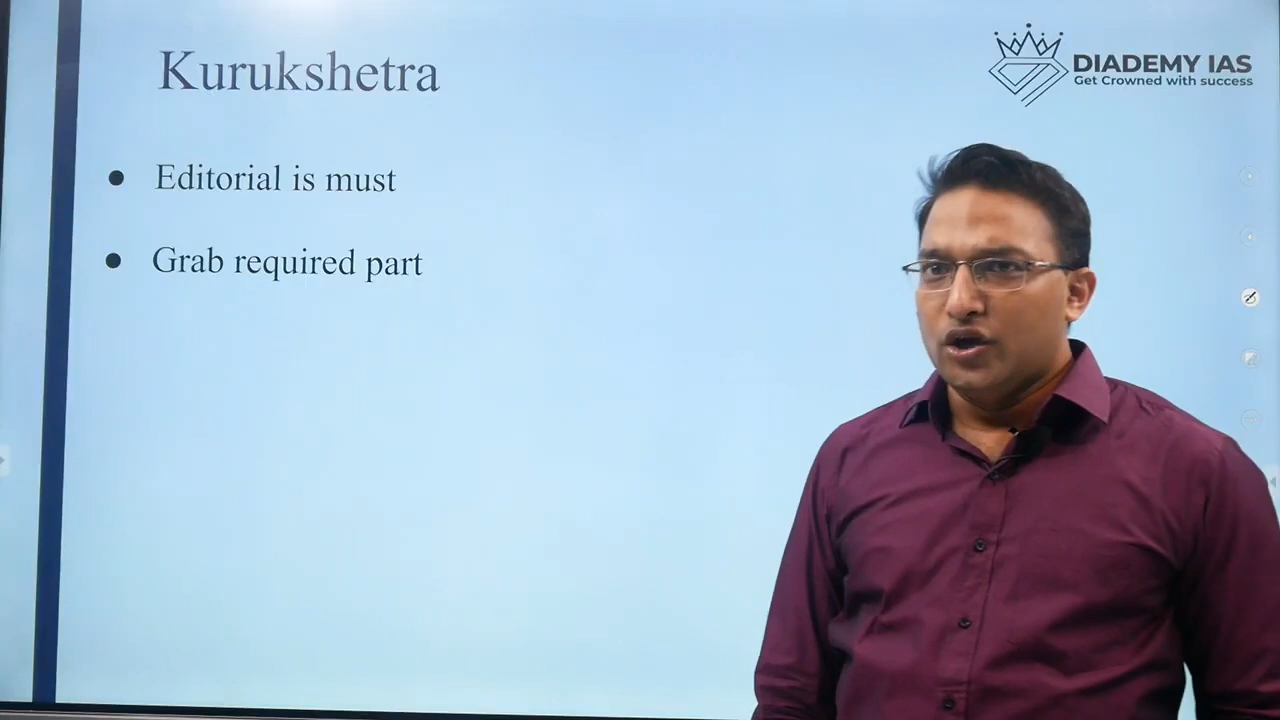 Kurukshetra
DIADEMY IAS
Get Crowned with success
● Editorial is must
● Grab required part